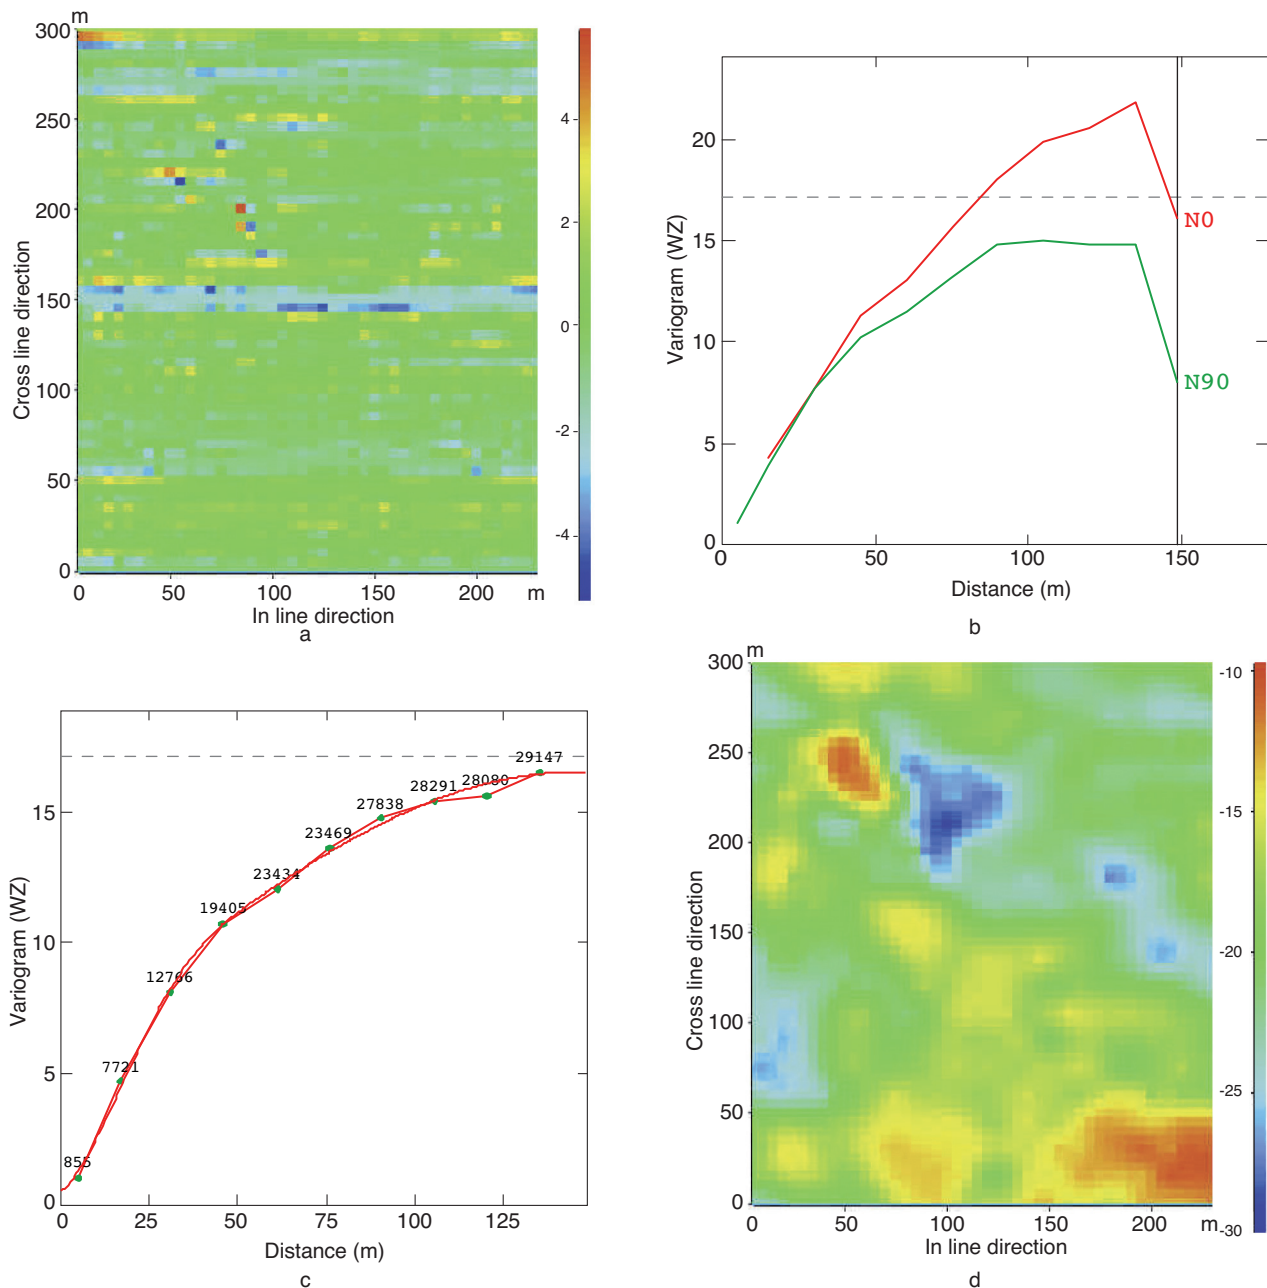 m
300
250
200
150
100
50
0
Cross line direction
0 50 100 150 200 m
In line direction
a
4
2
0
-2
-4
20
15
10
5
0
Variogram (WZ)
N0
N90
0 50 100 150
Distance (m)
b
15
10
5
0
Variogram (WZ)
855
7721
12766
19405
23434
23469
27838
28291
28080
29147
0 25 50 75 100 125
Distance (m)
c
m
300
250
200
150
100
50
0
Cross line direction
0 50 100 150 200 m
In line direction
d
-10
-15
-20
-25
-30